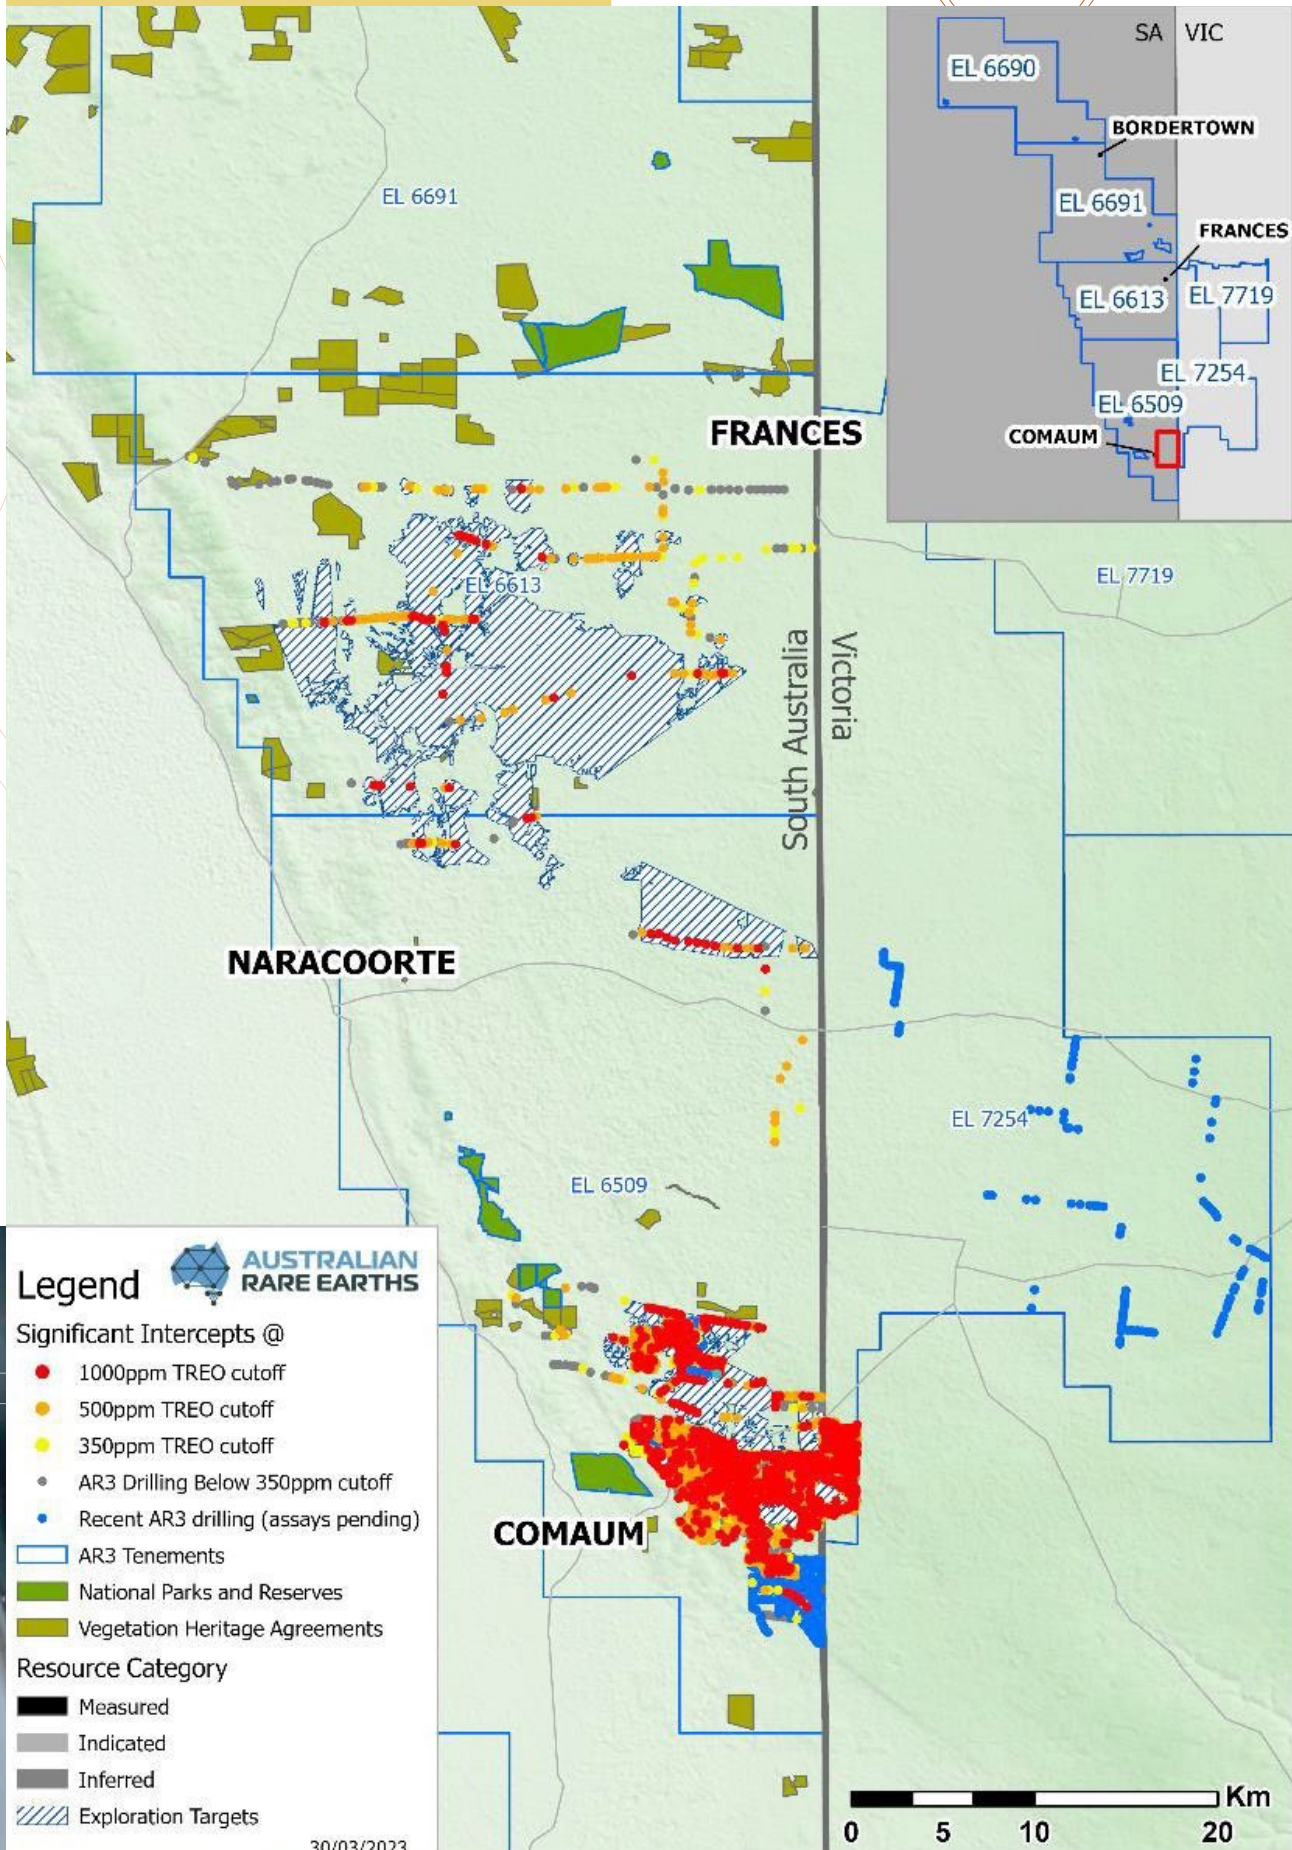 SA VIC
EL 6690
BORDERTOWN
EL 6691
FRANCES
EL 6613
EL 7719
EL 7254
EL 6509
COMAUM
EL 6691
FRANCES
EL 6613
EL 7719
South Australia
Victoria
NARACOORTE
EL 7254
EL 6509
COMAUM
Legend
AUSTRALIAN
RARE EARTHS
Significant Intercepts @
1000ppm TREO cutoff
500ppm TREO cutoff
350ppm TREO cutoff
AR3 Drilling Below 350ppm cutoff
Recent AR3 drilling (assays pending)
AR3 Tenements
National Parks and Reserves
Vegetation Heritage Agreements
Resource Category
Measured
Indicated
Inferred
Exploration Targets
30/03/2023
Km
0 5 10 20